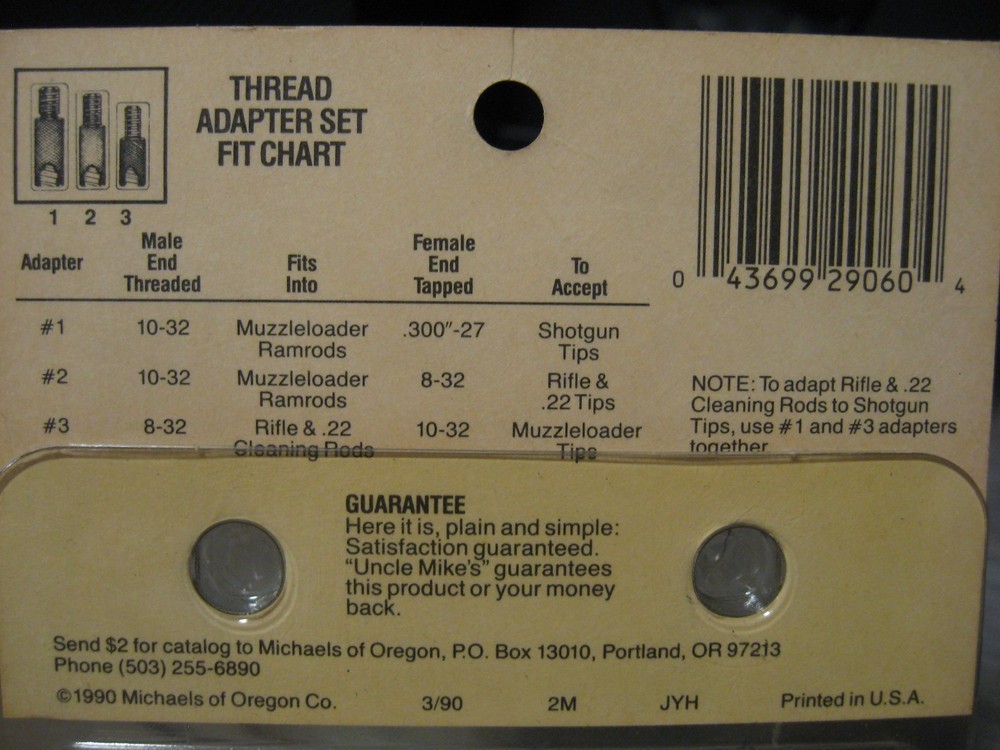 THREAD
ADAPTER SET
FIT CHART
1 2 3
Adapter Male End Threaded Fits Into Female End Tapped To Accept
#1 10-32 Muzzleloader Ramrods .300"-27 Shotgun Tips
#2 10-32 Muzzleloader Ramrods 8-32 Rifle & .22 Tips
#3 8-32 Rifle & .22 Cleaning Rods 10-32 Muzzleloader Tips
0 43699 29060 4
NOTE: To adapt Rifle & .22
Cleaning Rods to Shotgun
Tips, use #1 and #3 adapters
together.
GUARANTEE
Here it is, plain and simple:
Satisfaction guaranteed.
“Uncle Mike's” guarantees
this product or your money
back.
Send $2 for catalog to Michaels of Oregon, P.O. Box 13010, Portland, OR 97213
Phone (503) 255-6890
©1990 Michaels of Oregon Co. 3/90 2M JYH Printed in U.S.A.